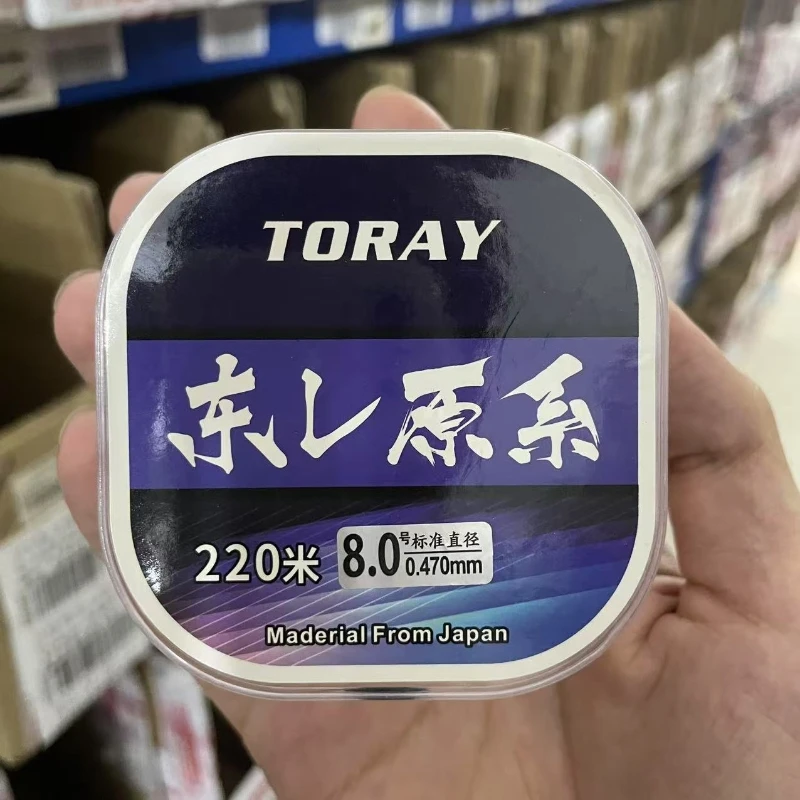 TORAY
东レ原系
220米
8.0号标准直径
0.470mm
Maderial From Japan